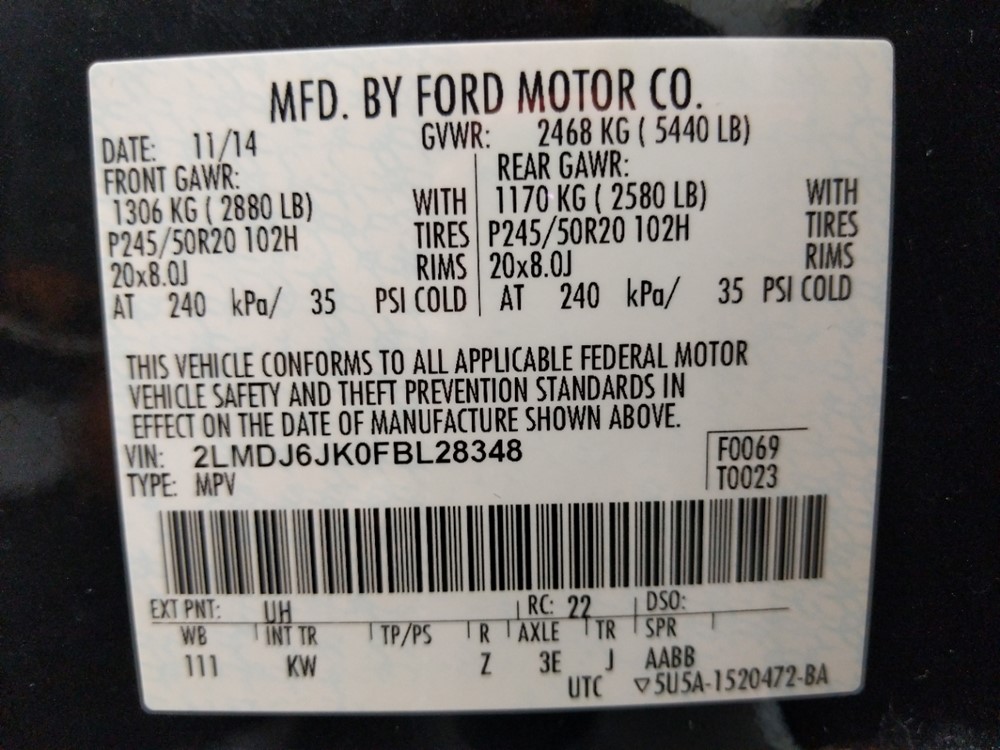 MFD. BY FORD MOTOR CO.
DATE: 11/14 GVWR: 2468 KG ( 5440 LB)
FRONT GAWR: REAR GAWR:
1306 KG ( 2880 LB) WITH 1170 KG ( 2580 LB) WITH
P245/50R20 102H TIRES P245/50R20 102H TIRES
20x8.0J RIMS 20x8.0J RIMS
AT 240 kPa/ 35 PSI COLD AT 240 kPa/ 35 PSI COLD
THIS VEHICLE CONFORMS TO ALL APPLICABLE FEDERAL MOTOR
VEHICLE SAFETY AND THEFT PREVENTION STANDARDS IN
EFFECT ON THE DATE OF MANUFACTURE SHOWN ABOVE.
VIN: 2LMDJ6JK0FBL28348 F0069
TYPE: MPV T0023
EXT PNT: UH RC: 22 DSO:
WB INT TR TP/PS R AXLE TR SPR
111 KW Z 3E J AABB
UTC ▽5U5A-1520472-BA